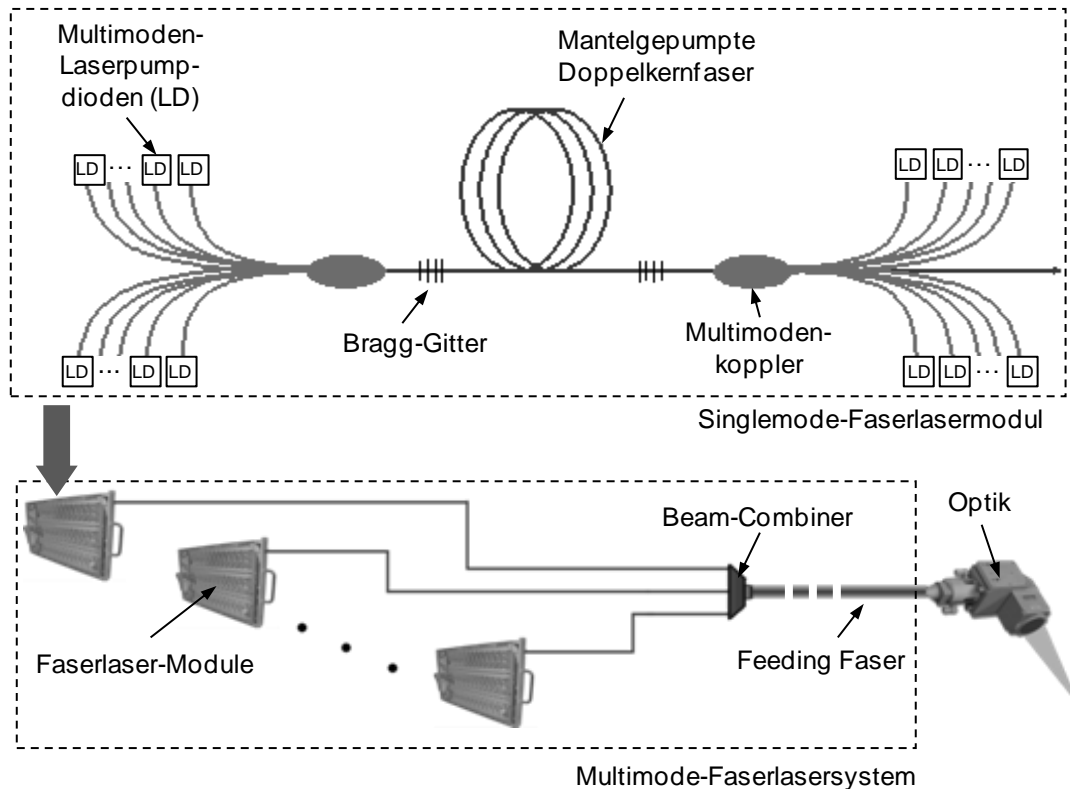 Multimoden-
Laserpump-
dioden (LD)
Mantelgepumpte
Doppelkernfaser
LD ... LD LD
LD LD ... LD
Bragg-Gitter
Multimoden-
koppler
LD ... LD LD
LD LD ... LD
Singlemode-Faserlasermodul
Beam-Combiner
Optik
Faserlaser-Module
Feeding Faser
Multimode-Faserlasersystem